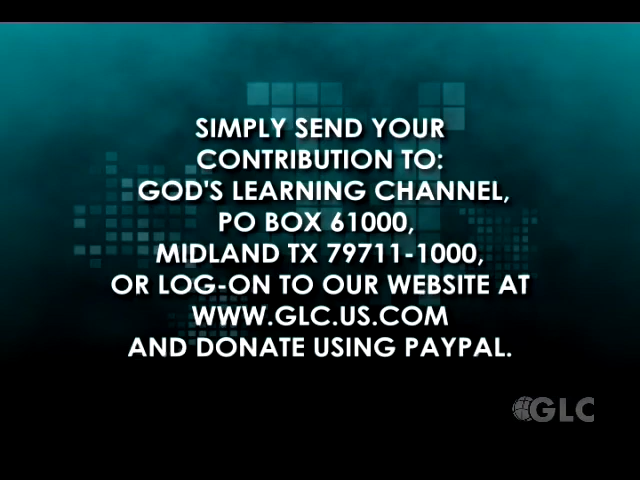 SIMPLY SEND YOUR
CONTRIBUTION TO:
GOD'S LEARNING CHANNEL,
PO BOX 61000,
MIDLAND TX 79711-1000,
OR LOG-ON TO OUR WEBSITE AT
WWW.GLC.US.COM
AND DONATE USING PAYPAL.
GLC